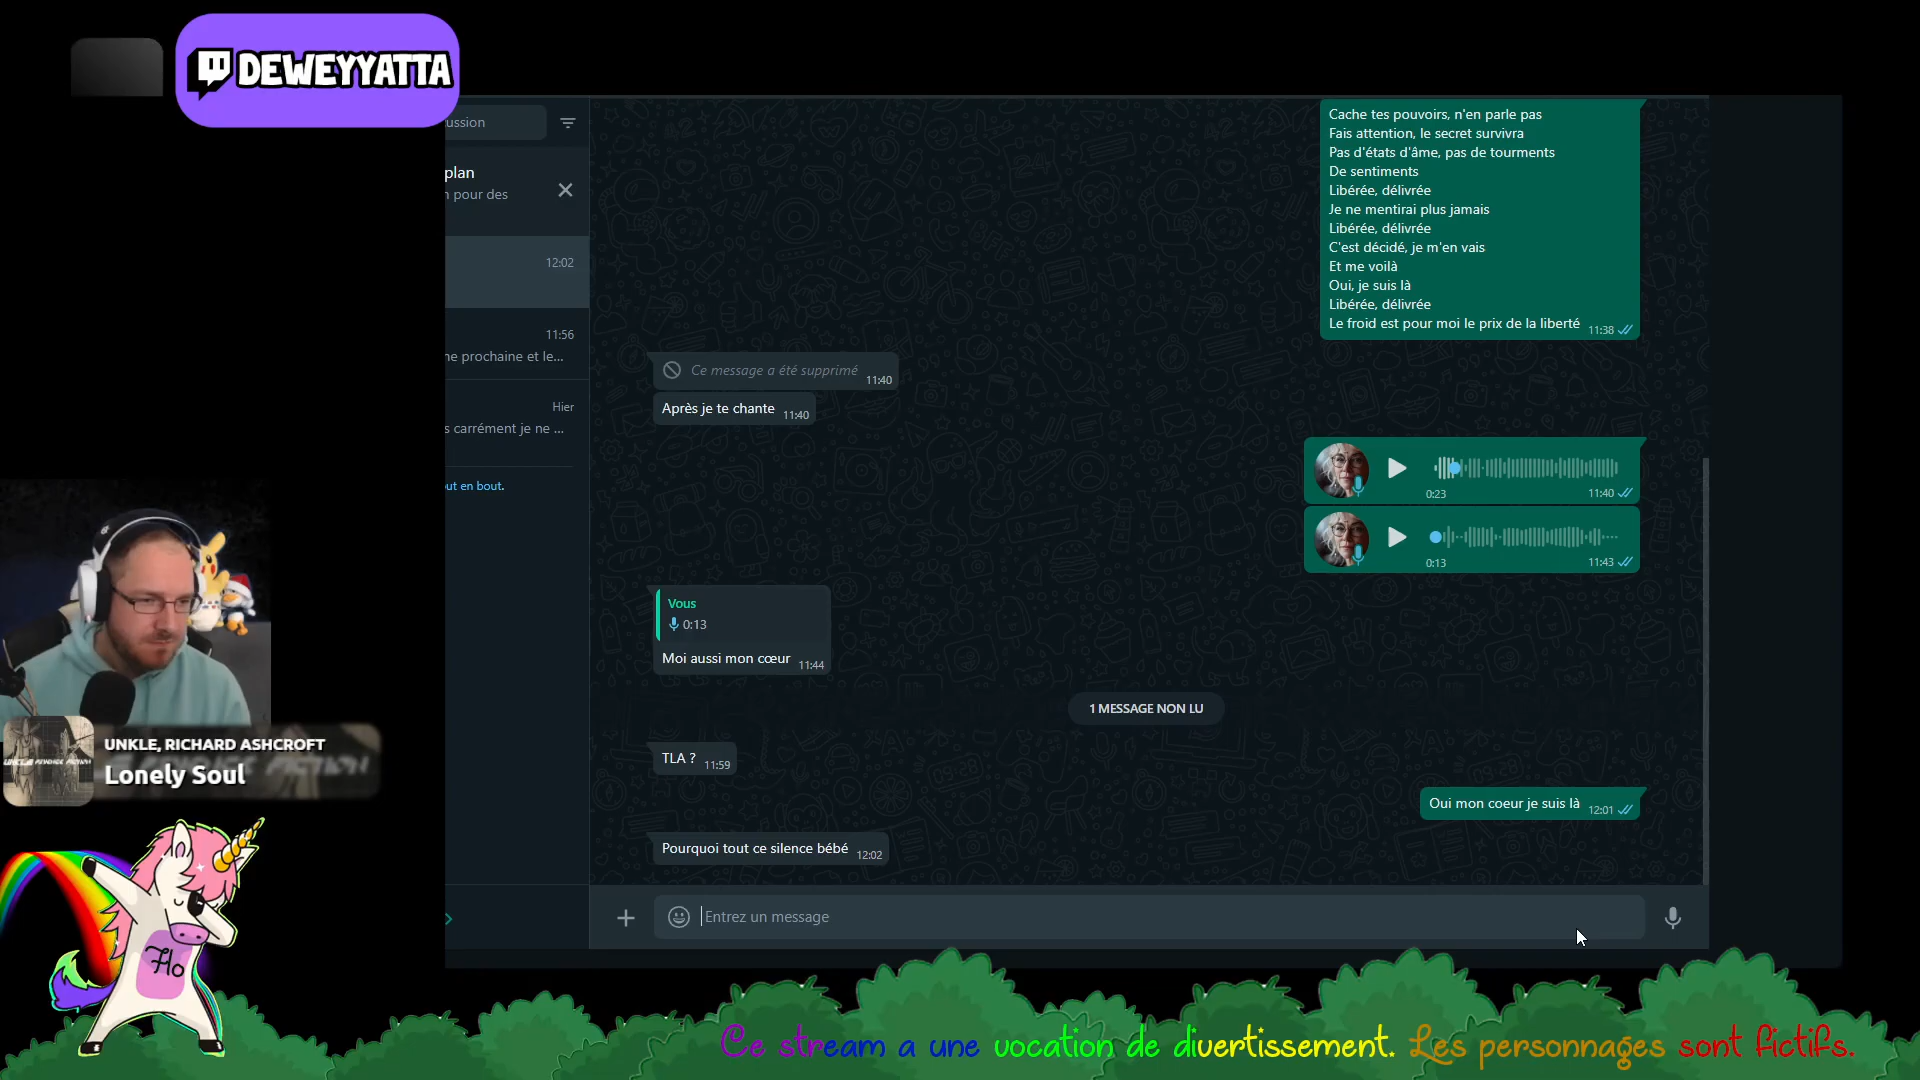 DEWEYYATTA
ussion
plan
n pour des
12:02
11:56
ne prochaine et le...
Hier
s carrément je ne ...
ut en bout.
Cache tes pouvoirs, n'en parle pas
Fais attention, le secret survivra
Pas d'états d'âme, pas de tourments
De sentiments
Libérée, délivrée
Je ne mentirai plus jamais
Libérée, délivrée
C'est décidé, je m'en vais
Et me voilà
Oui, je suis là
Libérée, délivrée
Le froid est pour moi le prix de la liberté 11:38
Ce message a été supprimé 11:40
Après je te chante 11:40
0:23 11:40
0:13 11:43
Vous
0:13
Moi aussi mon cœur 11:44
1 MESSAGE NON LU
TLA ? 11:59
Oui mon coeur je suis là 12:01
Pourquoi tout ce silence bébé 12:02
Entrez un message
UNKLE, RICHARD ASHCROFT
Lonely Soul
Flo
Ce stream a une vocation de divertissement. Les personnages sont fictifs.